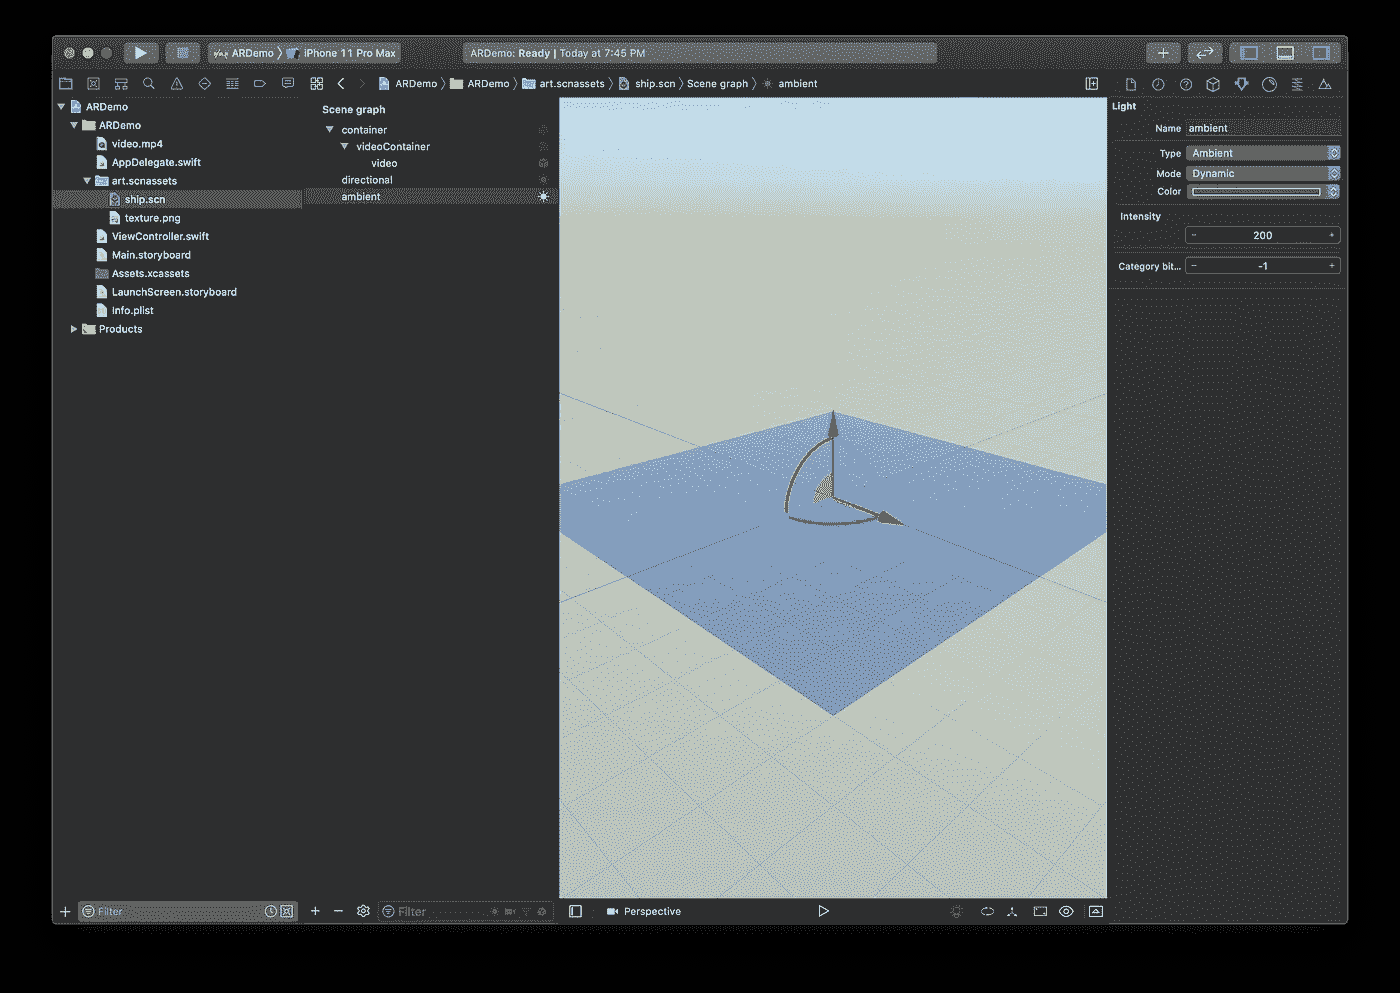 ARDemo iPhone 11 Pro Max
ARDemo: Ready | Today at 7:45 PM
ARDemo ARDemo art.scnassets ship.scn Scene graph ambient
ARDemo
ARDemo
video.mp4
AppDelegate.swift
art.scnassets
ship.scn
texture.png
ViewController.swift
Main.storyboard
Assets.xcassets
LaunchScreen.storyboard
Info.plist
Products
Filter
Scene graph
container
videoContainer
video
directional
ambient
Filter
Perspective
Light
Name ambient
Type Ambient
Mode Dynamic
Color
Intensity
- 200 +
Category bit... - -1 +